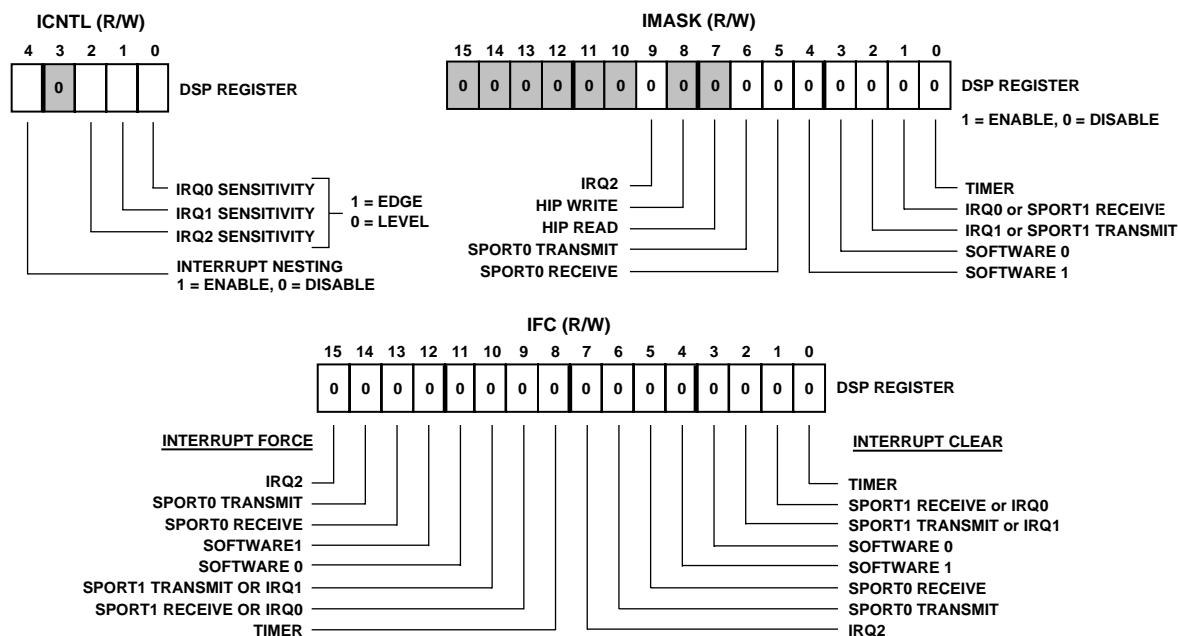 ICNTL (R/W)
4 3 2 1 0
0
DSP REGISTER
IRQ0 SENSITIVITY
IRQ1 SENSITIVITY
IRQ2 SENSITIVITY
1 = EDGE
0 = LEVEL
INTERRUPT NESTING
1 = ENABLE, 0 = DISABLE
IMASK (R/W)
15 14 13 12 11 10 9 8 7 6 5 4 3 2 1 0
0 0 0 0 0 0 0 0 0 0 0 0 0 0 0 0
DSP REGISTER
1 = ENABLE, 0 = DISABLE
IRQ2
HIP WRITE
HIP READ
SPORT0 TRANSMIT
SPORT0 RECEIVE
TIMER
IRQ0 or SPORT1 RECEIVE
IRQ1 or SPORT1 TRANSMIT
SOFTWARE 0
SOFTWARE 1
IFC (R/W)
15 14 13 12 11 10 9 8 7 6 5 4 3 2 1 0
0 0 0 0 0 0 0 0 0 0 0 0 0 0 0 0
DSP REGISTER
INTERRUPT FORCE
IRQ2
SPORT0 TRANSMIT
SPORT0 RECEIVE
SOFTWARE1
SOFTWARE 0
SPORT1 TRANSMIT OR IRQ1
SPORT1 RECEIVE OR IRQ0
TIMER
INTERRUPT CLEAR
TIMER
SPORT1 RECEIVE or IRQ0
SPORT1 TRANSMIT or IRQ1
SOFTWARE 0
SOFTWARE 1
SPORT0 RECEIVE
SPORT0 TRANSMIT
IRQ2